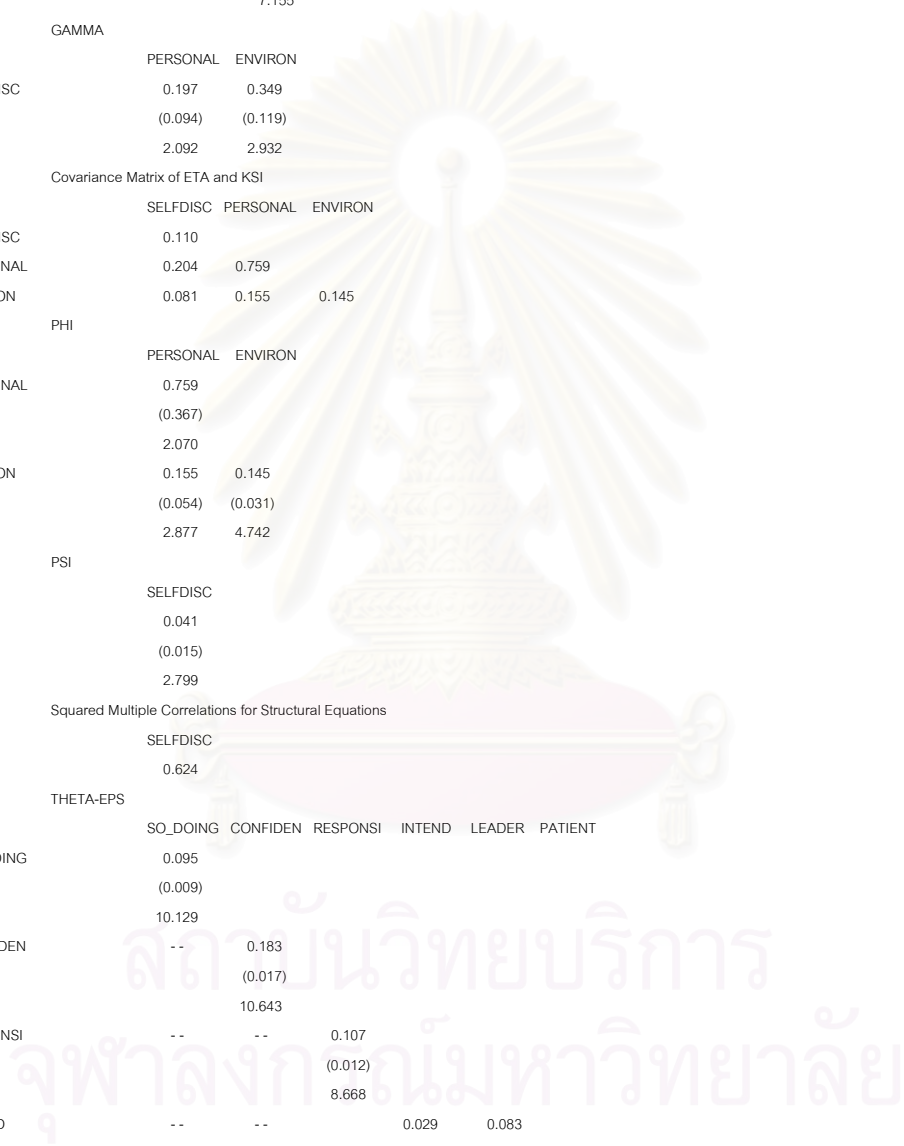 7.155
GAMMA
PERSONAL ENVIRON
SC 0.197 0.349
(0.094) (0.119)
2.092 2.932
Covariance Matrix of ETA and KSI
SELFDISC PERSONAL ENVIRON
ISC 0.110
NAL 0.204 0.759
ON 0.081 0.155 0.145
PHI
PERSONAL ENVIRON
NAL 0.759
(0.367)
2.070
ON 0.155 0.145
(0.054) (0.031)
2.877 4.742
PSI
SELFDISC
0.041
(0.015)
2.799
Squared Multiple Correlations for Structural Equations
SELFDISC
0.624
THETA-EPS
SO_DOING CONFIDEN RESPONSI INTEND LEADER PATIENT
OING 0.095
(0.009)
10.129
DEN - - 0.183
(0.017)
10.643
NSI - - - - 0.107
(0.012)
8.668
D - - - - 0.029 0.083
สถาบันวิทยบริการ
จุฬาลงกรณ์มหาวิทยาลัย